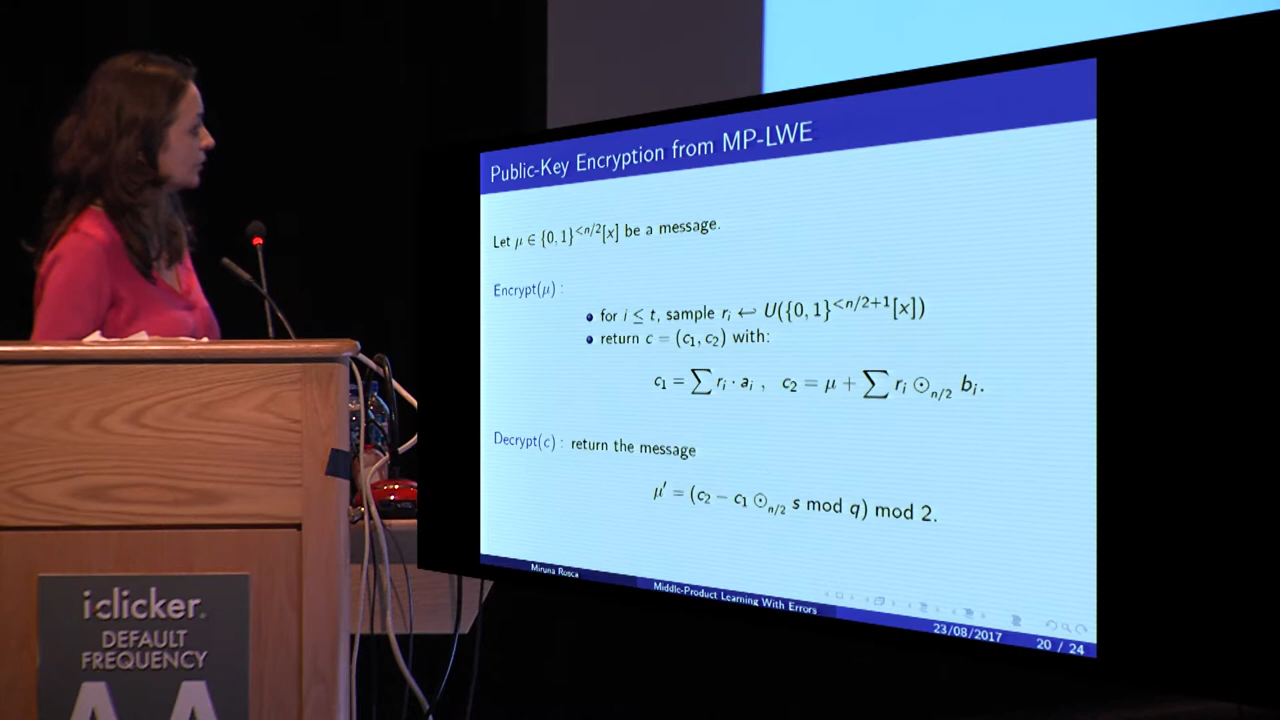 Public-Key Encryption from MP-LWE
Let μ ∈ {0, 1}^{<n/2}[x] be a message.
Encrypt(μ) :
for i ≤ t, sample r_i ↩ U({0, 1}^{<n/2+1}[x])
return c = (c_1, c_2) with:
c_1 = ∑ r_i · a_i , c_2 = μ + ∑ r_i ⊙_{n/2} b_i.
Decrypt(c) : return the message
μ′ = (c_2 − c_1 ⊙_{n/2} s mod q) mod 2.
Miruna Rosca
Middle-Product Learning With Errors
23/08/2017
20 / 24
iclicker.
DEFAULT
FREQUENCY
AA